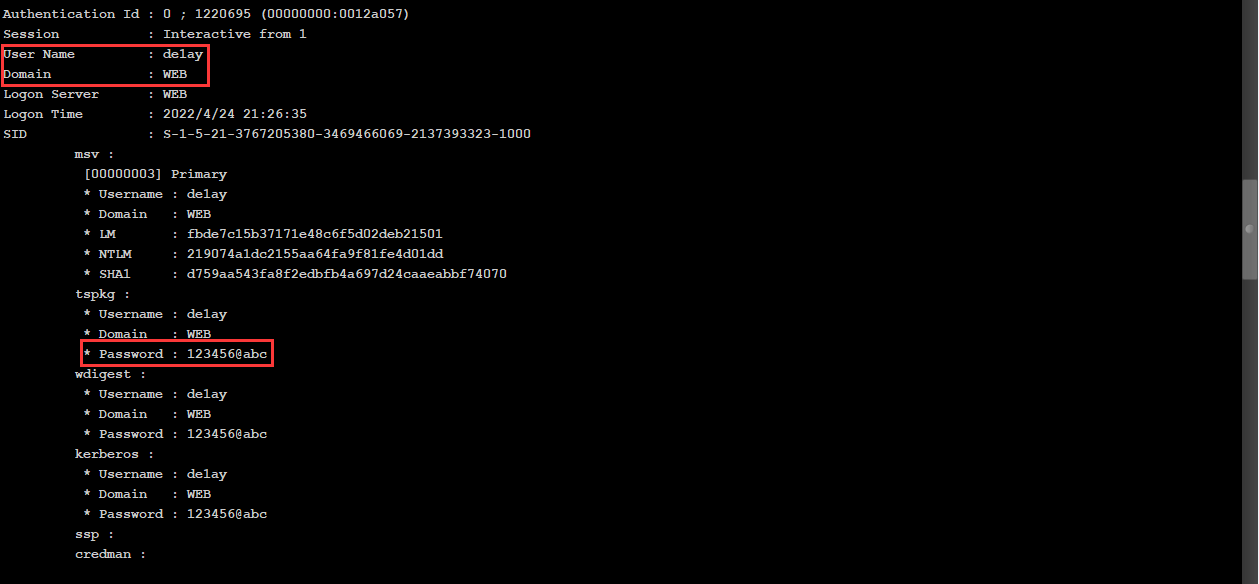 Authentication Id : 0 ; 1220695 (00000000:0012a057)
Session           : Interactive from 1
User Name         : de1ay
Domain            : WEB
Logon Server      : WEB
Logon Time        : 2022/4/24 21:26:35
SID               : S-1-5-21-3767205380-3469466069-2137393323-1000
msv :
[00000003] Primary
* Username : de1ay
* Domain   : WEB
* LM       : fbde7c15b37171e48c6f5d02deb21501
* NTLM     : 219074a1dc2155aa64fa9f81fe4d01dd
* SHA1     : d759aa543fa8f2edbfb4a697d24caaeabbf74070
tspkg :
* Username : de1ay
* Domain   : WEB
* Password : 123456@abc
wdigest :
* Username : de1ay
* Domain   : WEB
* Password : 123456@abc
kerberos :
* Username : de1ay
* Domain   : WEB
* Password : 123456@abc
ssp :
credman :